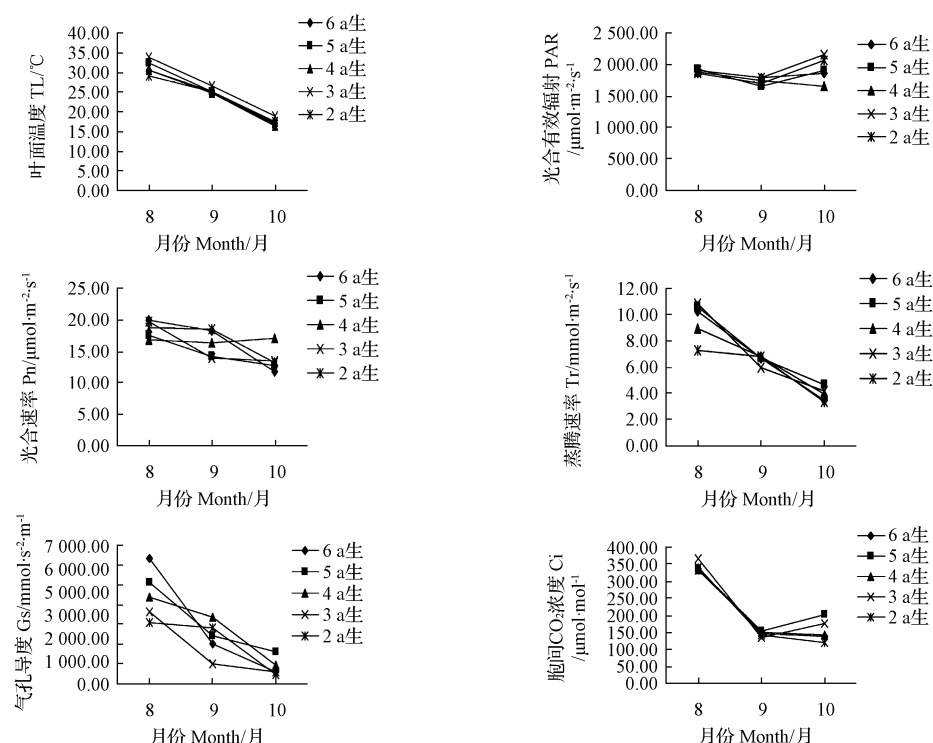 叶面温度 TL/℃
40.00
35.00
30.00
25.00
20.00
15.00
10.00
5.00
0.00
8 9 10
月份 Month/月
6 a生
5 a生
4 a生
3 a生
2 a生
光合有效辐射 PAR
/μmol·m⁻²·s⁻¹
2 500.00
2 000.00
1 500.00
1 000.00
500.00
0.00
8 9 10
月份 Month/月
6 a生
5 a生
4 a生
3 a生
2 a生
光合速率 Pn/μmol·m⁻²·s⁻¹
25.00
20.00
15.00
10.00
5.00
0.00
8 9 10
月份 Month/月
6 a生
5 a生
4 a生
3 a生
2 a生
蒸腾速率 Tr/mmol·m⁻²·s⁻¹
12.00
10.00
8.00
6.00
4.00
2.00
0.00
8 9 10
月份 Month/月
6 a生
5 a生
4 a生
3 a生
2 a生
气孔导度 Gs/mmol·s⁻²·m⁻¹
7 000.00
6 000.00
5 000.00
4 000.00
3 000.00
2 000.00
1 000.00
0.00
8 9 10
月份 Month/月
6 a生
5 a生
4 a生
3 a生
2 a生
胞间CO₂浓度 Ci
/μmol·mol⁻¹
400.00
350.00
300.00
250.00
200.00
150.00
100.00
50.00
0.00
8 9 10
月份 Month/月
6 a生
5 a生
4 a生
3 a生
2 a生